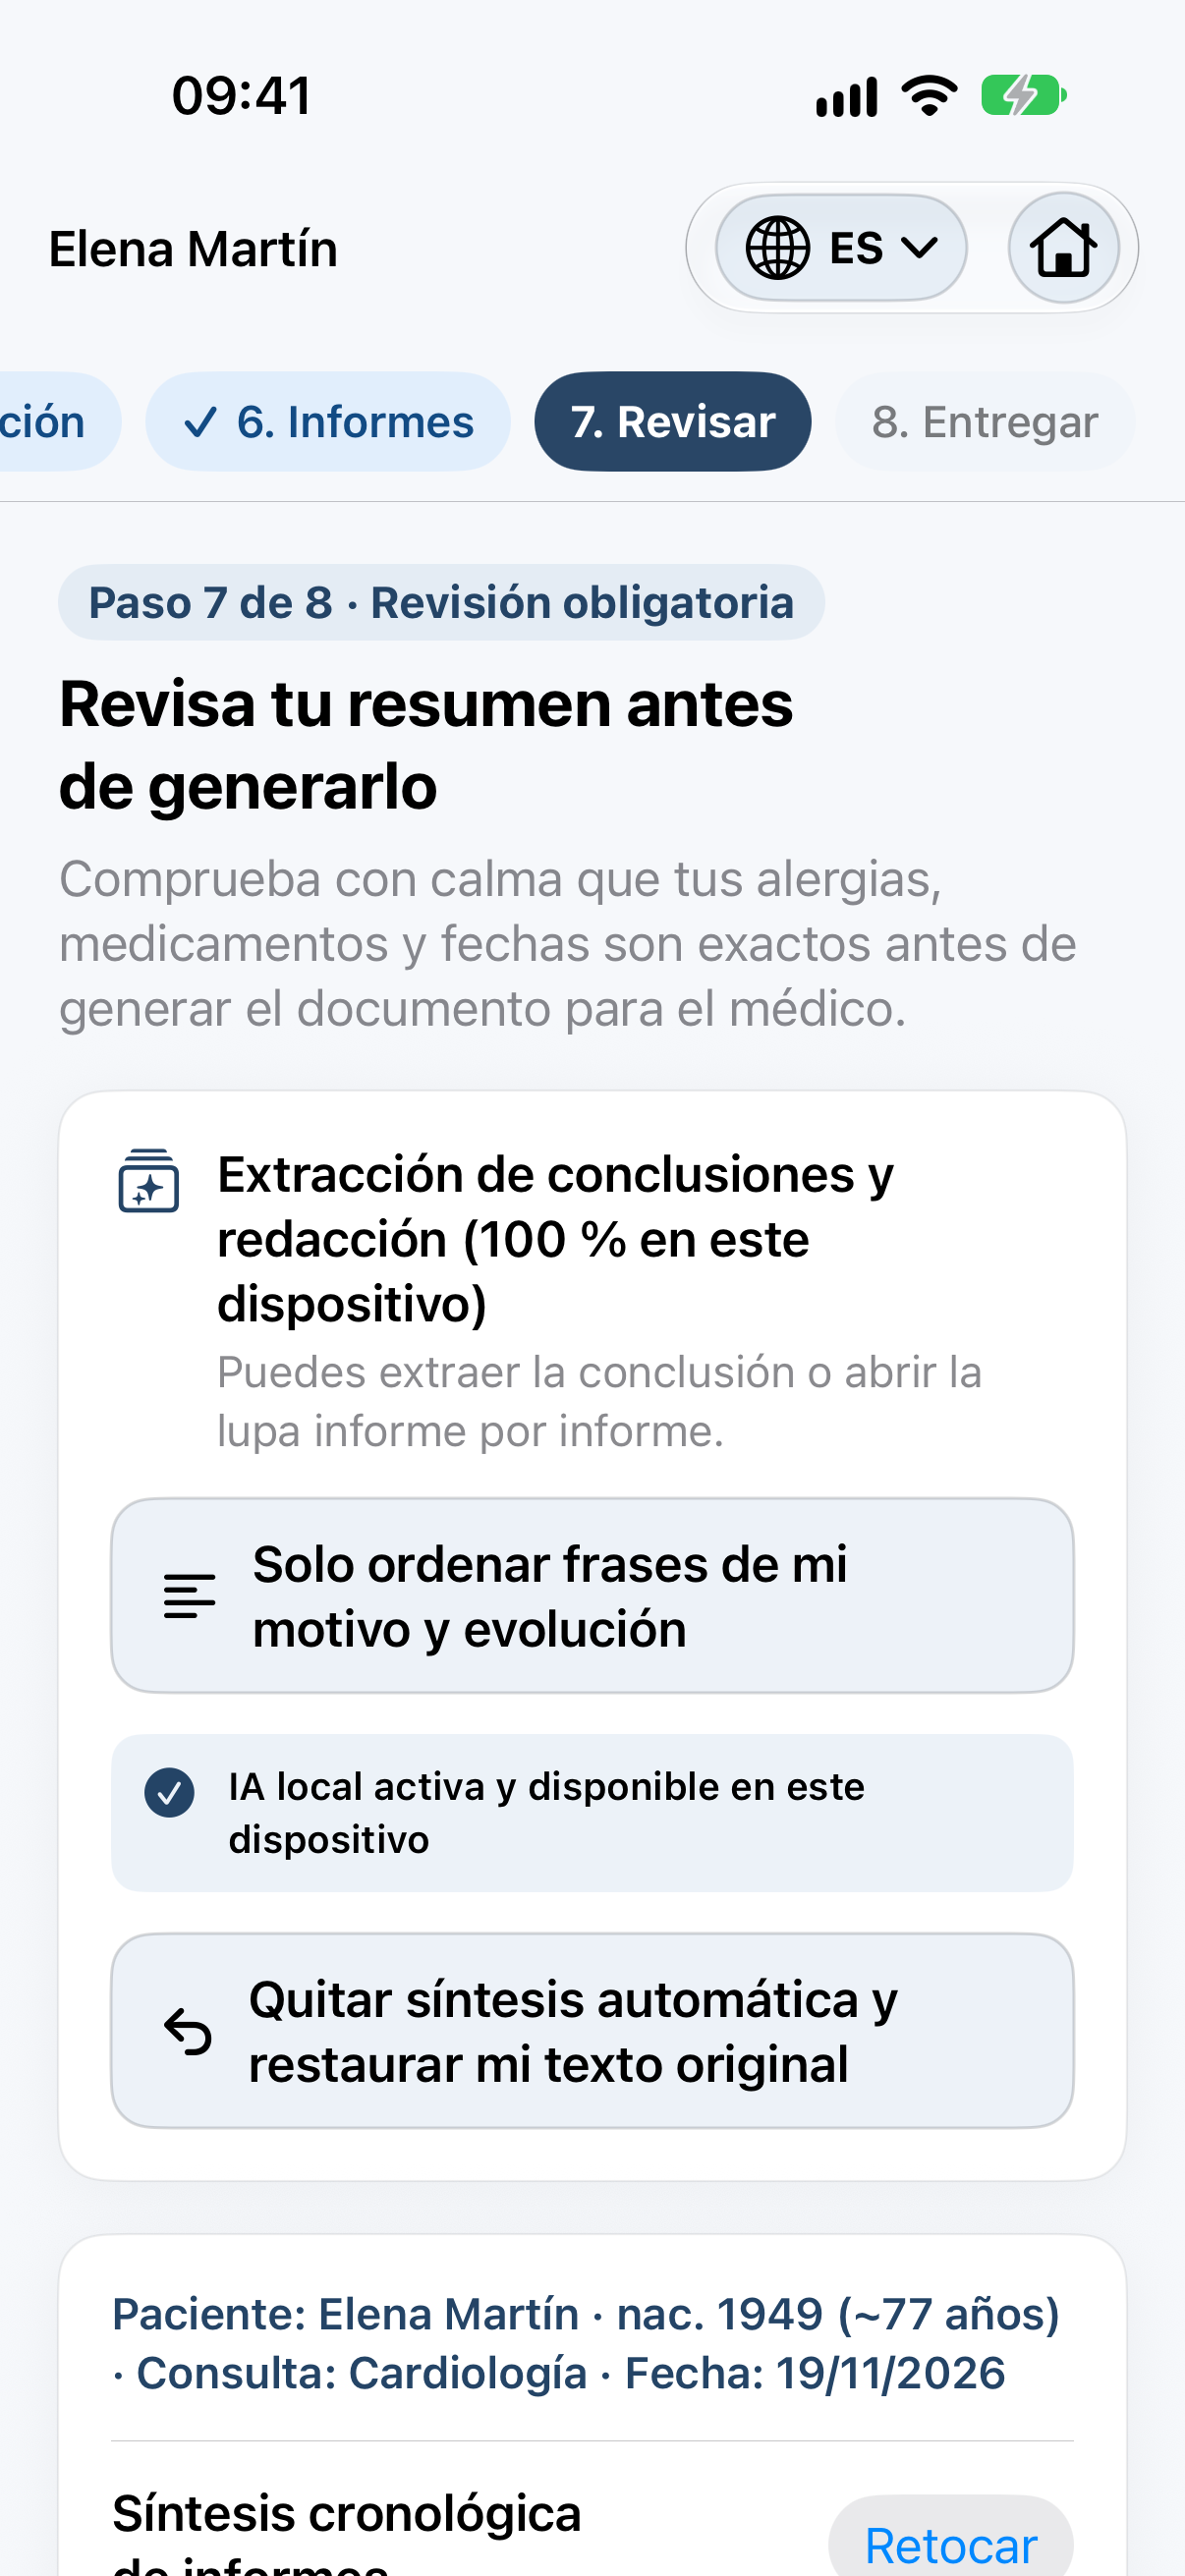 09:41
Elena Martín
ES
ción
✓ 6. Informes
7. Revisar
8. Entregar
Paso 7 de 8 · Revisión obligatoria
Revisa tu resumen antes
de generarlo
Comprueba con calma que tus alergias,
medicamentos y fechas son exactos antes de
generar el documento para el médico.
Extracción de conclusiones y
redacción (100 % en este
dispositivo)
Puedes extraer la conclusión o abrir la
lupa informe por informe.
Solo ordenar frases de mi
motivo y evolución
IA local activa y disponible en este
dispositivo
Quitar síntesis automática y
restaurar mi texto original
Paciente: Elena Martín · nac. 1949 (~77 años)
· Consulta: Cardiología · Fecha: 19/11/2026
Síntesis cronológica
de informes
Retocar